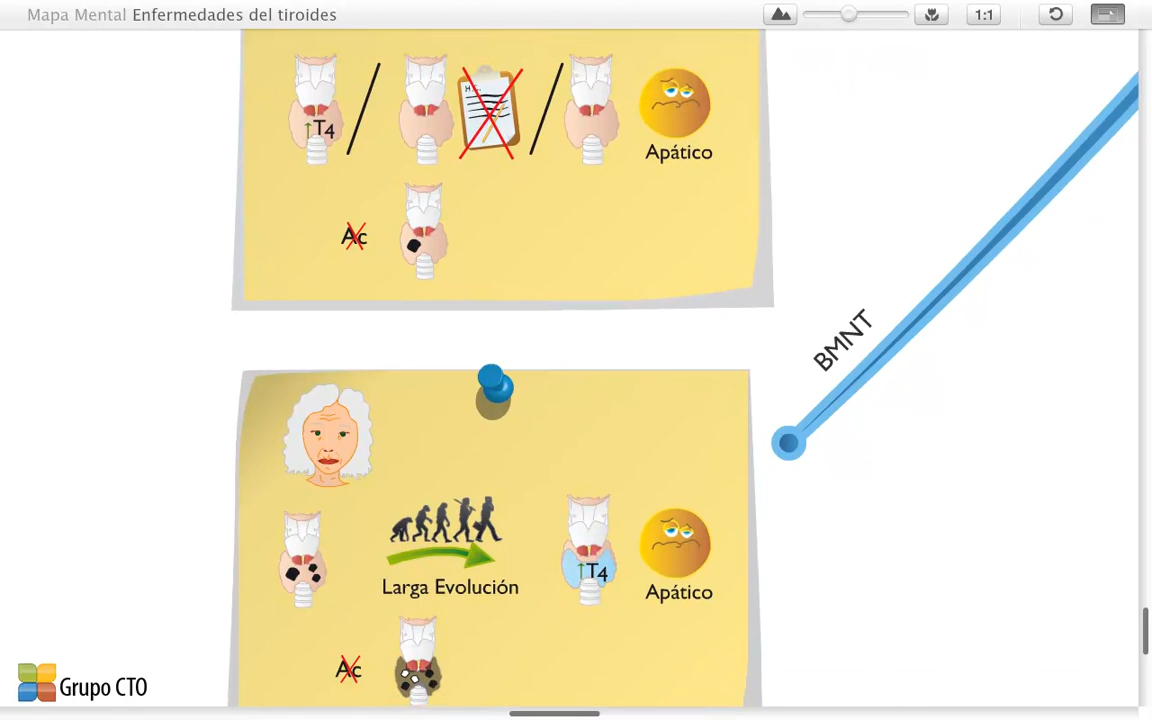 Mapa Mental Enfermedades del tiroides
1:1
↑T4
H.C.
Apático
Ac
BMNT
Larga Evolución
↑T4
Apático
Ac
Grupo CTO